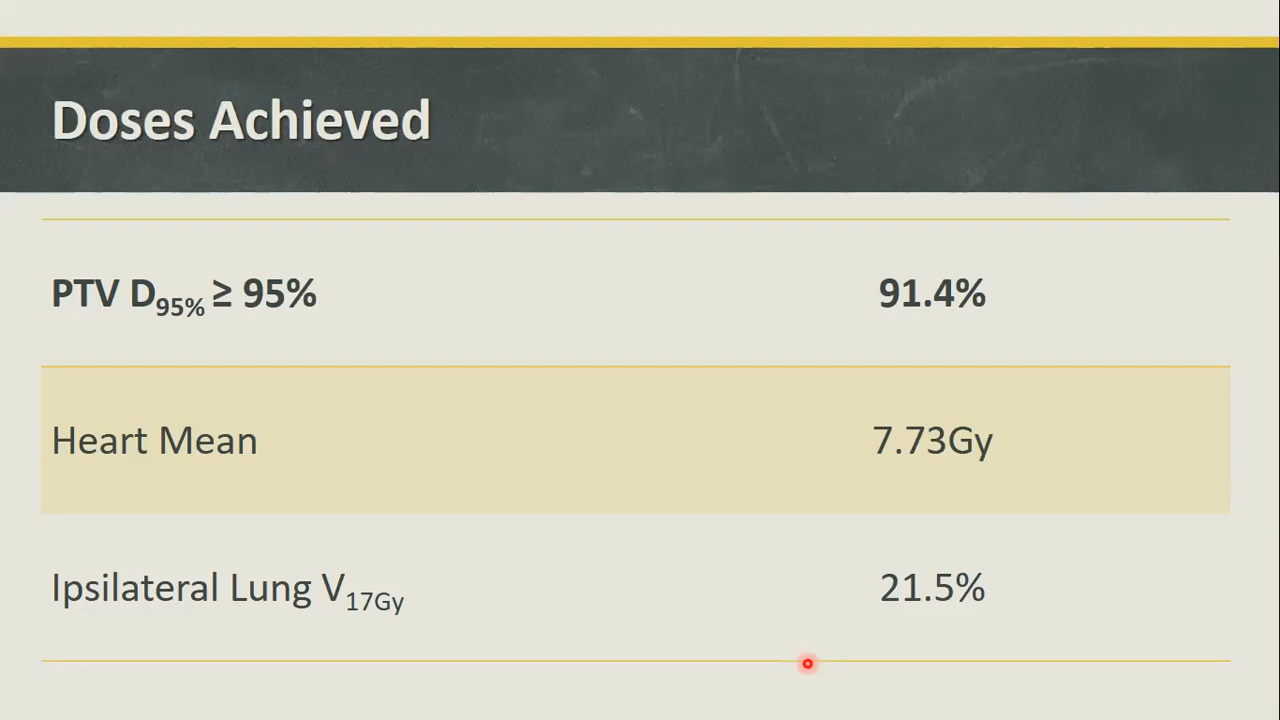 Doses Achieved
PTV D95% ≥ 95% 91.4%
Heart Mean 7.73Gy
Ipsilateral Lung V17Gy 21.5%